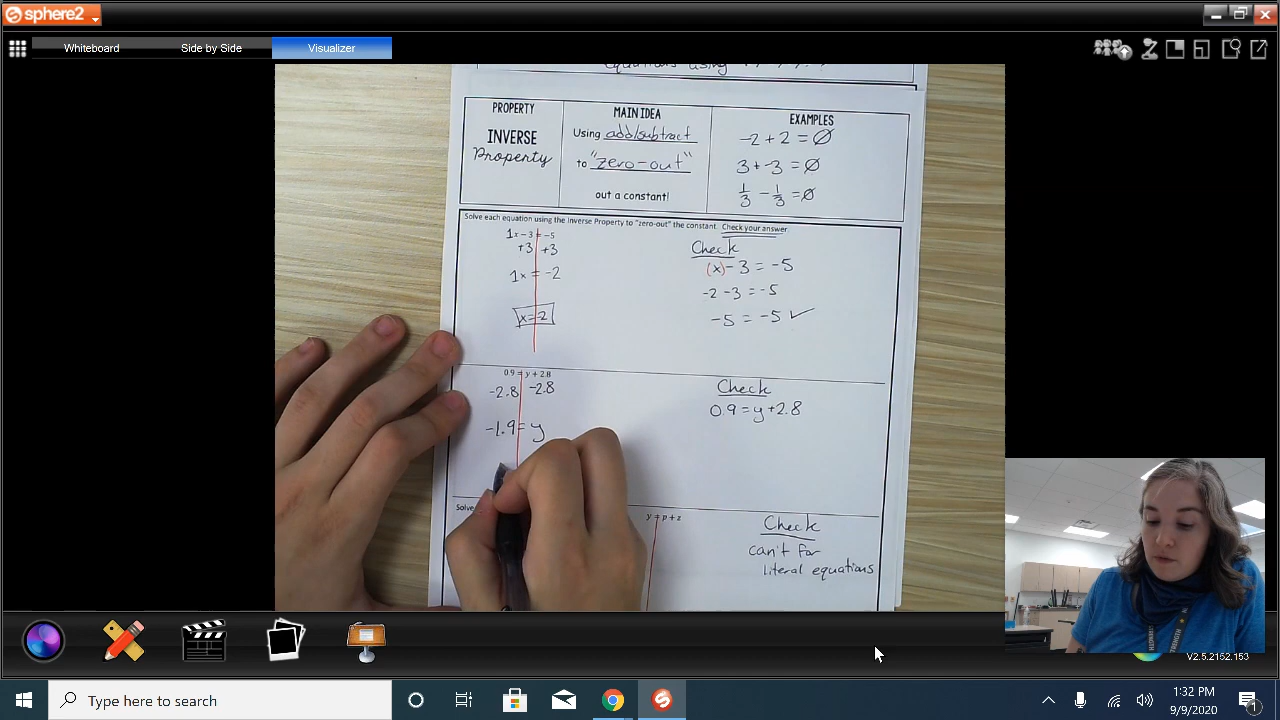 sphere2
Whiteboard
Side by Side
Visualizer
equations using
PROPERTY
MAIN IDEA
EXAMPLES
INVERSE
Property
Using add/subtract
to "zero-out"
out a constant!
-2 + 2 = ∅
3 + -3 = ∅
1/3 - 1/3 = ∅
Solve each equation using the Inverse Property to "zero-out" the constant. Check your answer.
1x - 3 = -5
+3 +3
1x = -2
x = -2
Check
(x) - 3 = -5
-2 - 3 = -5
-5 = -5 ✓
0.9 = y + 2.8
-2.8 -2.8
-1.9 = y
Check
0.9 = y + 2.8
Solve
y = p + z
Check
can't for
literal equations
V2.5.2152.153
Type here to search
1:32 PM
9/9/2020
1